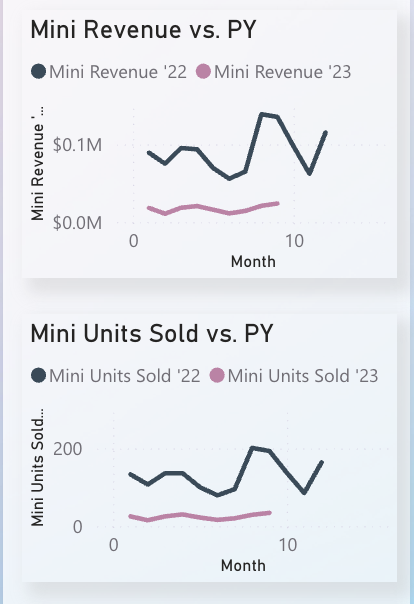 Mini Revenue vs. PY
Mini Revenue '22 Mini Revenue '23
Mini Revenue '...
$0.1M
$0.0M
0 10
Month
Mini Units Sold vs. PY
Mini Units Sold '22 Mini Units Sold '23
Mini Units Sold...
200
0
0 10
Month